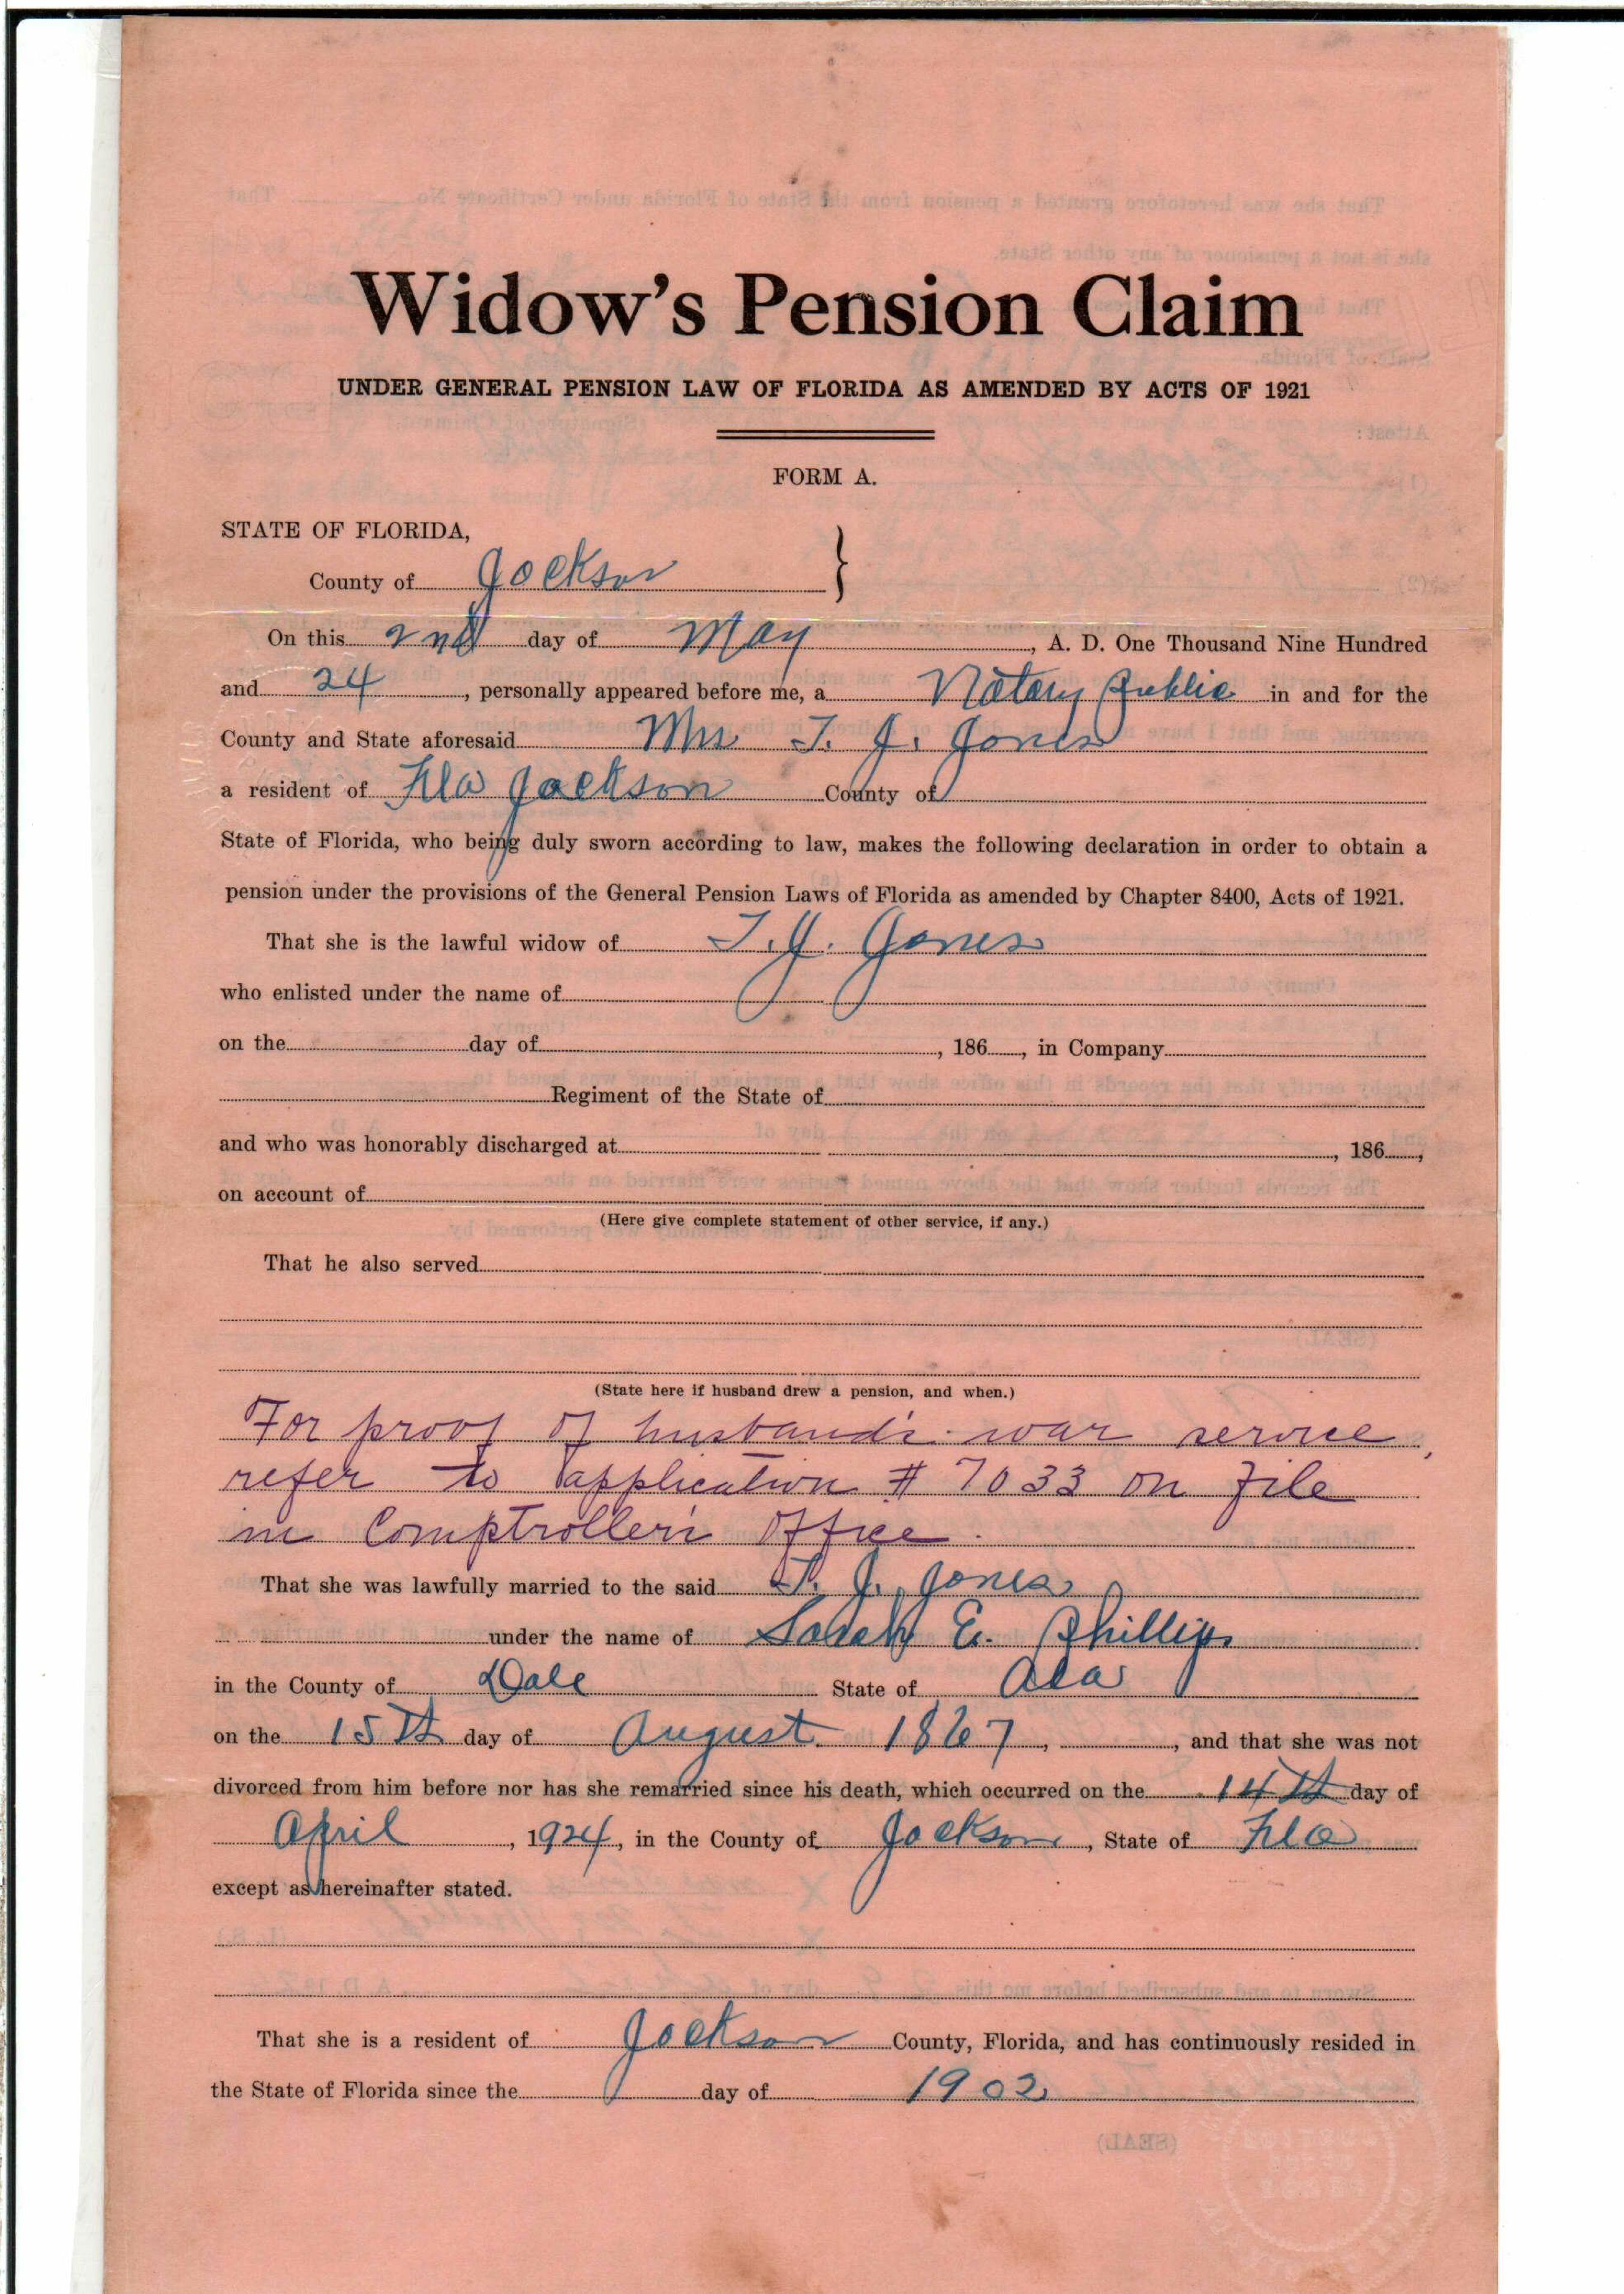 Widow's Pension Claim
UNDER GENERAL PENSION LAW OF FLORIDA AS AMENDED BY ACTS OF 1921
FORM A.
STATE OF FLORIDA,
County of Jackson }
On this 2nd day of May, A. D. One Thousand Nine Hundred
and 24, personally appeared before me, a Notary Public in and for the
County and State aforesaid Mrs T. J. Jones
a resident of Fla Jackson County of
State of Florida, who being duly sworn according to law, makes the following declaration in order to obtain a
pension under the provisions of the General Pension Laws of Florida as amended by Chapter 8400, Acts of 1921.
That she is the lawful widow of T. J. Jones
who enlisted under the name of
on the day of , 186 , in Company
Regiment of the State of
and who was honorably discharged at , 186 ,
on account of
(Here give complete statement of other service, if any.)
That he also served
(State here if husband drew a pension, and when.)
For proof of husband's war service,
refer to application # 7033 on file
in Comptroller's Office.
That she was lawfully married to the said T. J. Jones
under the name of Sarah E. Phillips
in the County of Dale State of Ala
on the 15th day of August 1867, , and that she was not
divorced from him before nor has she remarried since his death, which occurred on the 14th day of
April, 1924, in the County of Jackson, State of Fla
except as hereinafter stated.
That she is a resident of Jackson County, Florida, and has continuously resided in
the State of Florida since the day of 1902